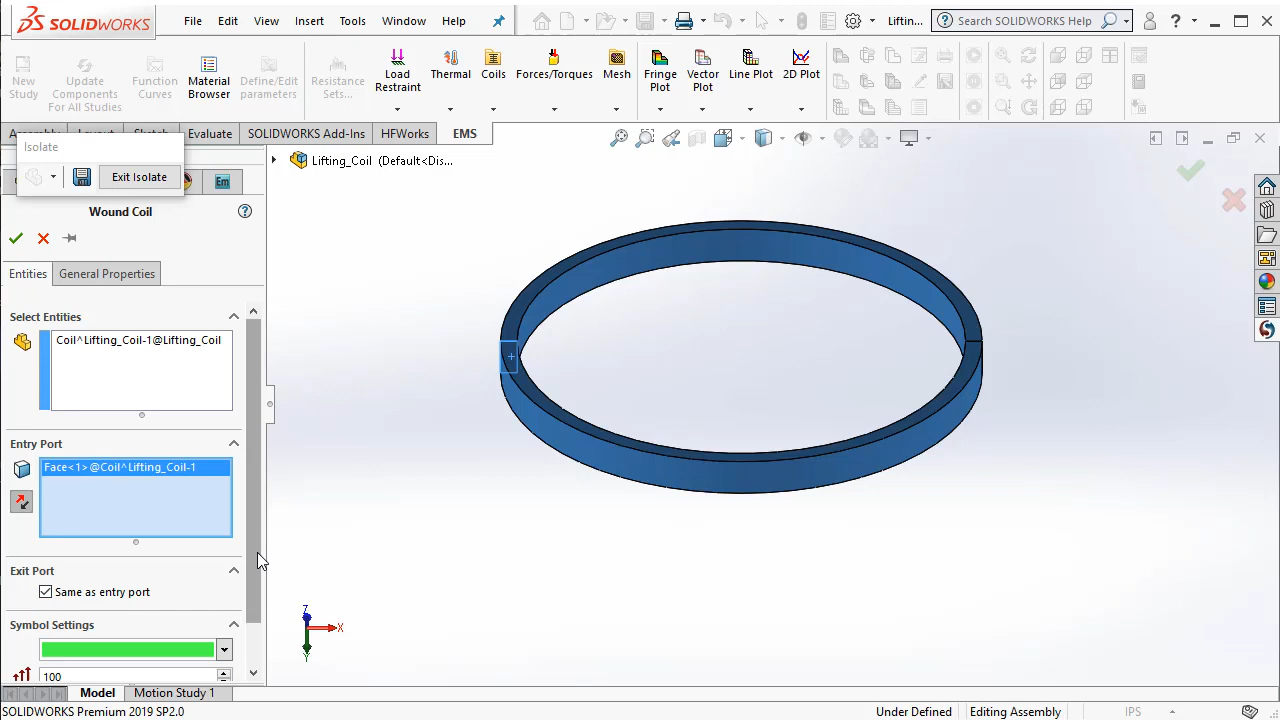 SOLIDWORKS File Edit View Insert Tools Window Help Liftin... Search SOLIDWORKS Help
New Study
Update Components For All Studies
Function Curves
Material Browser
Define/Edit parameters
Resistance Sets...
Load Restraint
Thermal
Coils
Forces/Torques
Mesh
Fringe Plot
Vector Plot
Line Plot
2D Plot
Evaluate SOLIDWORKS Add-Ins HFWorks EMS
Isolate
Exit Isolate
Em
Lifting_Coil (Default<Dis...
Wound Coil
Entities General Properties
Select Entities
Coil^Lifting_Coil-1@Lifting_Coil
Entry Port
Face<1>@Coil^Lifting_Coil-1
Exit Port
Same as entry port
Symbol Settings
100
Z
X
Y
Model Motion Study 1
SOLIDWORKS Premium 2019 SP2.0 Under Defined Editing Assembly IPS